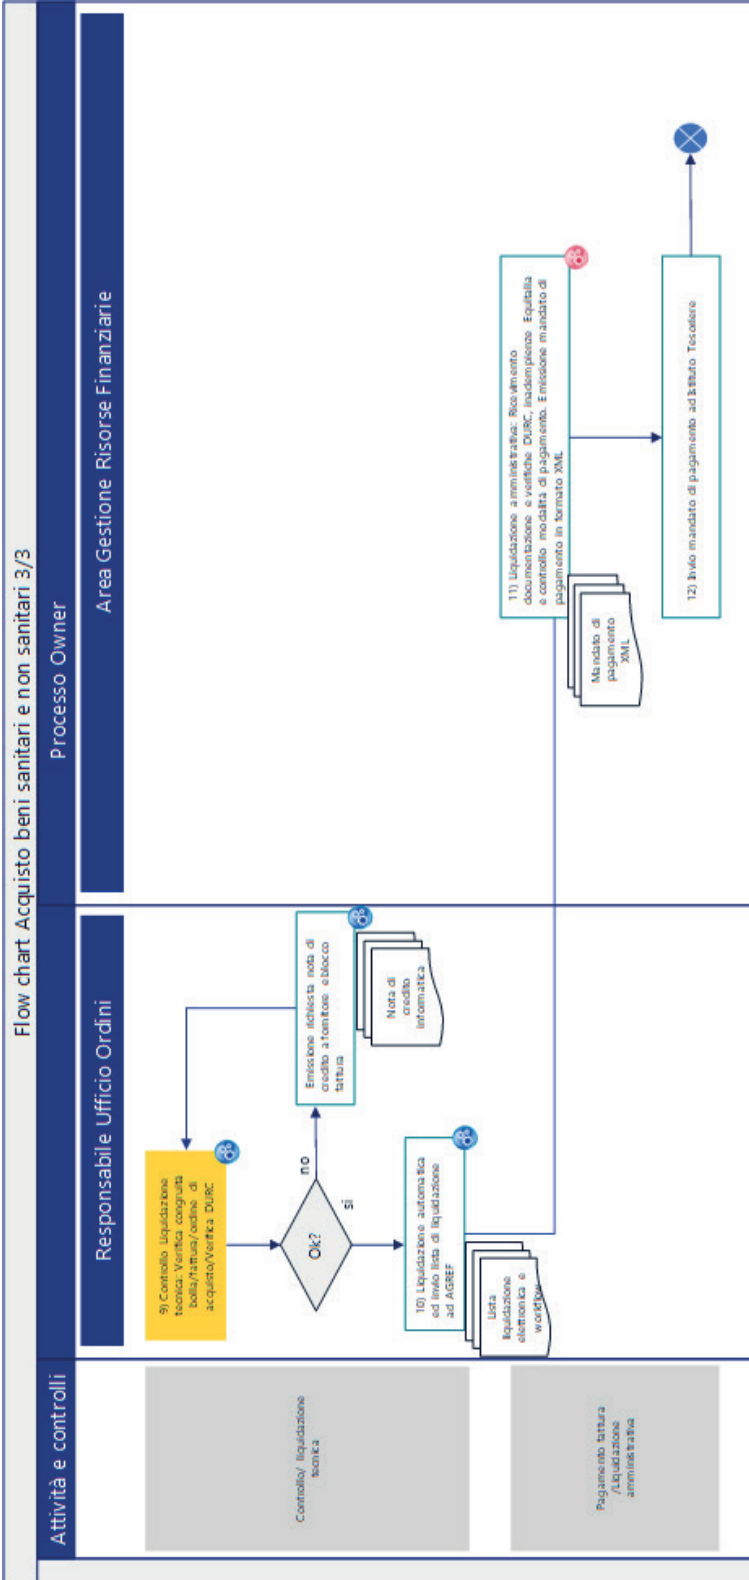 Flow chart Acquisto beni sanitari e non sanitari 3/3
Attività e controlli
Processo Owner
Responsabile Ufficio Ordini
Area Gestione Risorse Finanziarie
Controllo/ liquidazione
tecnica
9) Controllo Liquidazione
tecnica: Verifica congruità
bolla/fattura/ordine di
acquisto/Verifica DURC
Ok?
no
si
Emissione richiesta nota di
credito a fornitore e blocco
fattura
Nota di
credito
informatica
10) Liquidazione automatica
ed invio lista di liquidazione
ad AGREF
Lista
liquidazione
elettronica e
workflow
Pagamento fattura
/Liquidazione
amministrativa
11) Liquidazione amministrativa: Ricevimento
documentazione e verifiche DURC, inadempienze Equitalia
e controllo modalità di pagamento. Emissione mandato di
pagamento in formato XML
Mandato di
pagamento
XML
12) Invio mandato di pagamento ad Istituto Tesoriere